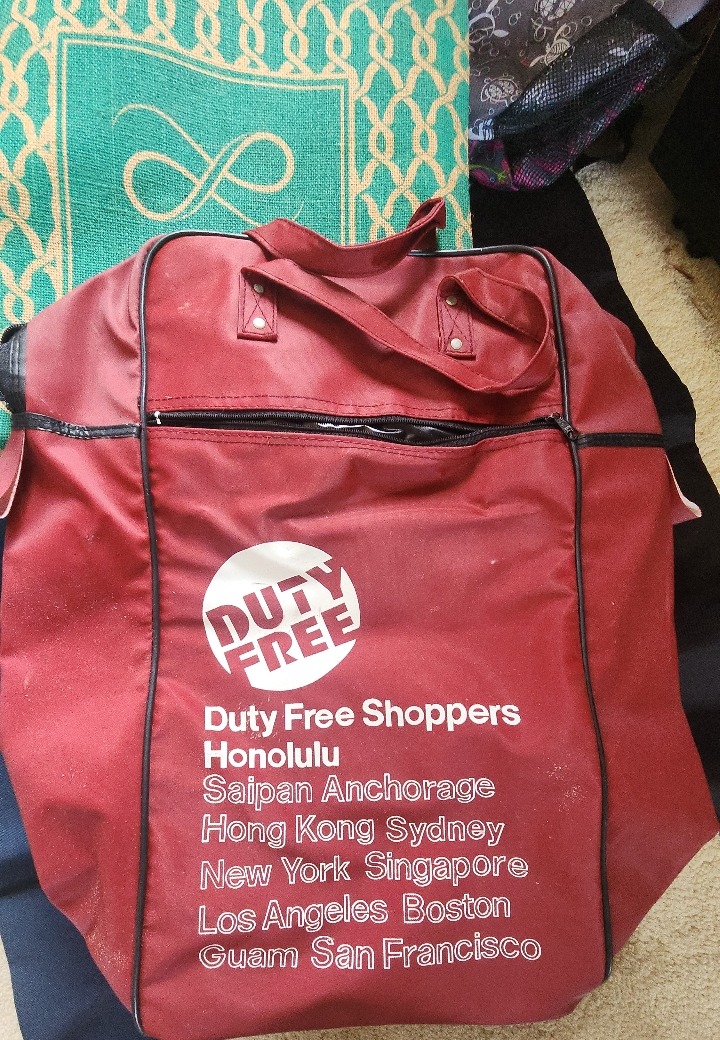 DUTY
FREE
Duty Free Shoppers
Honolulu
Saipan Anchorage
Hong Kong Sydney
New York Singapore
Los Angeles Boston
Guam San Francisco